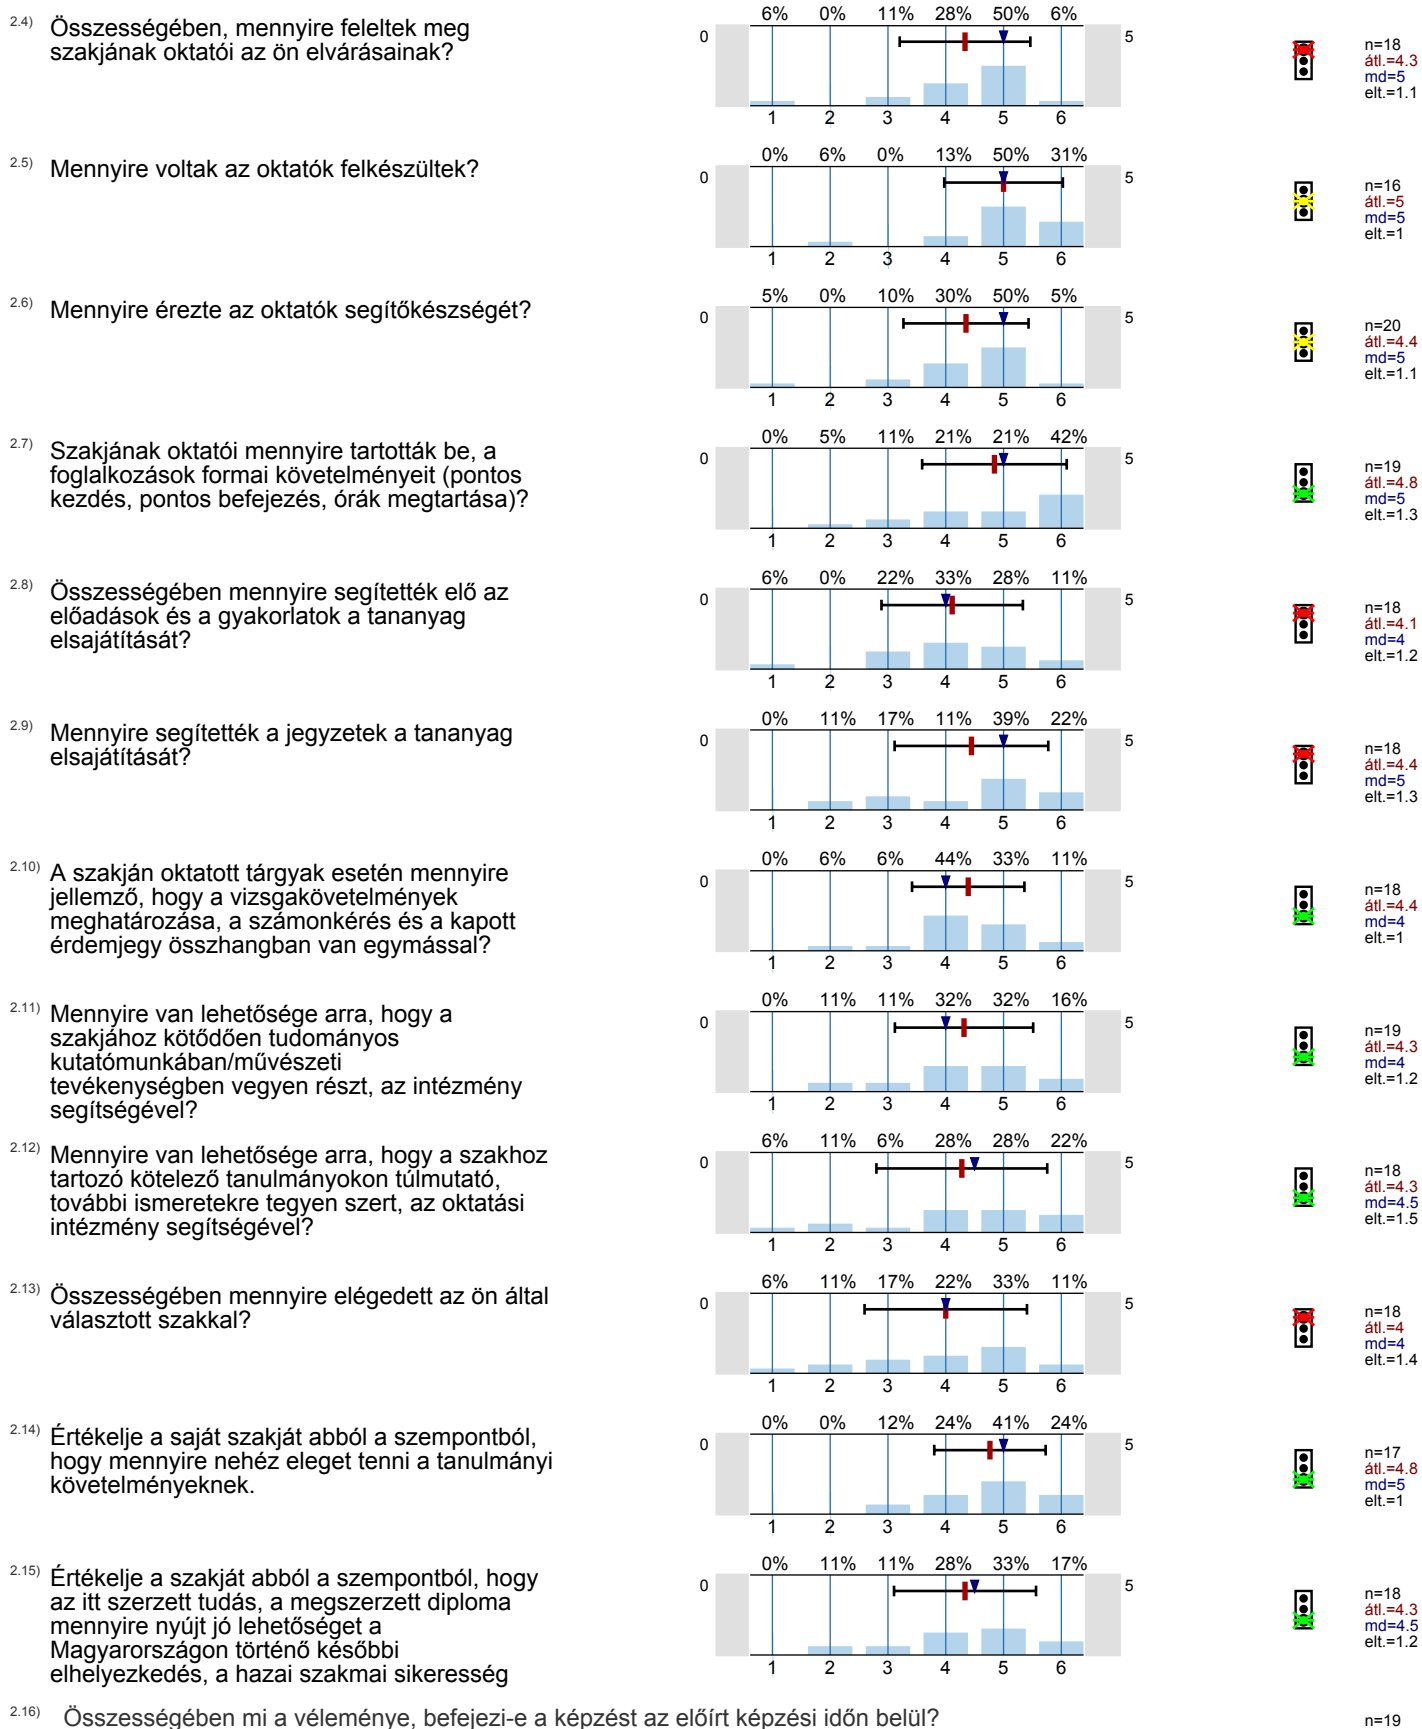 2.4) Összességében, mennyire feleltek meg
szakjának oktatói az ön elvárásainak?
6% 0% 11% 28% 50% 6%
0 5
1 2 3 4 5 6
n=18
átl.=4.3
md=5
elt.=1.1
2.5) Mennyire voltak az oktatók felkészültek?
0% 6% 0% 13% 50% 31%
0 5
1 2 3 4 5 6
n=16
átl.=5
md=5
elt.=1
2.6) Mennyire érezte az oktatók segítőkészségét?
5% 0% 10% 30% 50% 5%
0 5
1 2 3 4 5 6
n=20
átl.=4.4
md=5
elt.=1.1
2.7) Szakjának oktatói mennyire tartották be, a
foglalkozások formai követelményeit (pontos
kezdés, pontos befejezés, órák megtartása)?
0% 5% 11% 21% 21% 42%
0 5
1 2 3 4 5 6
n=19
átl.=4.8
md=5
elt.=1.3
2.8) Összességében mennyire segítették elő az
előadások és a gyakorlatok a tananyag
elsajátítását?
6% 0% 22% 33% 28% 11%
0 5
1 2 3 4 5 6
n=18
átl.=4.1
md=4
elt.=1.2
2.9) Mennyire segítették a jegyzetek a tananyag
elsajátítását?
0% 11% 17% 11% 39% 22%
0 5
1 2 3 4 5 6
n=18
átl.=4.4
md=5
elt.=1.3
2.10) A szakján oktatott tárgyak esetén mennyire
jellemző, hogy a vizsgakövetelmények
meghatározása, a számonkérés és a kapott
érdemjegy összhangban van egymással?
0% 6% 6% 44% 33% 11%
0 5
1 2 3 4 5 6
n=18
átl.=4.4
md=4
elt.=1
2.11) Mennyire van lehetősége arra, hogy a
szakjához kötődően tudományos
kutatómunkában/művészeti
tevékenységben vegyen részt, az intézmény
segítségével?
0% 11% 11% 32% 32% 16%
0 5
1 2 3 4 5 6
n=19
átl.=4.3
md=4
elt.=1.2
2.12) Mennyire van lehetősége arra, hogy a szakhoz
tartozó kötelező tanulmányokon túlmutató,
további ismeretekre tegyen szert, az oktatási
intézmény segítségével?
6% 11% 6% 28% 28% 22%
0 5
1 2 3 4 5 6
n=18
átl.=4.3
md=4.5
elt.=1.5
2.13) Összességében mennyire elégedett az ön által
választott szakkal?
6% 11% 17% 22% 33% 11%
0 5
1 2 3 4 5 6
n=18
átl.=4
md=4
elt.=1.4
2.14) Értékelje a saját szakját abból a szempontból,
hogy mennyire nehéz eleget tenni a tanulmányi
követelményeknek.
0% 0% 12% 24% 41% 24%
0 5
1 2 3 4 5 6
n=17
átl.=4.8
md=5
elt.=1
2.15) Értékelje a szakját abból a szempontból, hogy
az itt szerzett tudás, a megszerzett diploma
mennyire nyújt jó lehetőséget a
Magyarországon történő későbbi
elhelyezkedés, a hazai szakmai sikeresség
0% 11% 11% 28% 33% 17%
0 5
1 2 3 4 5 6
n=18
átl.=4.3
md=4.5
elt.=1.2
2.16) Összességében mi a véleménye, befejezi-e a képzést az előírt képzési időn belül?
n=19